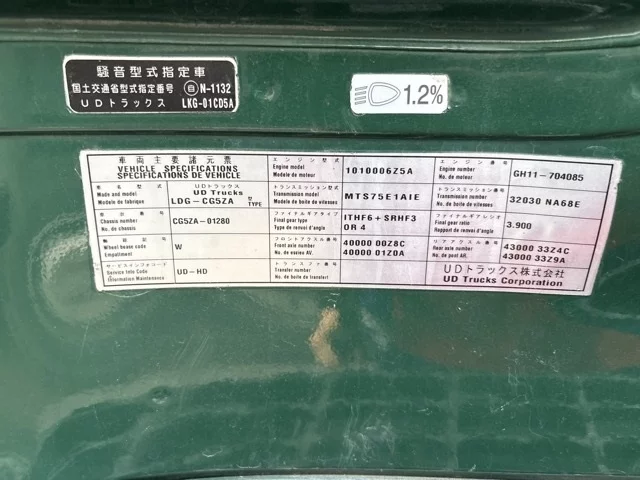 騒音型式指定車
国土交通省型式指定番号 自 N-1132
UDトラックス LKG-01CD5A
1.2%
車両主要諸元票
VEHICLE SPECIFICATIONS
SPECIFICATIONS DE VEHICLE
エンジン型式
Engine model
Modele de moteur
1010006Z5A
エンジン番号
Engine number
Numero de moteur
GH11-704085
車名型式
Made and model
Modele de fabrique
UDトラックス
UD Trucks
LDG-CG5ZA 型 TYPE
トランスミッション型式
Transmission model
Modele de boite de vitesses
MTS75E1AIE
トランスミッション番号
Transmission number
Numero de boite de vitesses
32030 NA68E
車台番号
Chassis number
No de chassis
CG5ZA-01280
ファイナルギアタイプ
Final gear type
Type de renvoi d'angle
ITHF6+SRHF3
OR 4
ファイナルギアレシオ
Final gear ratio
Rapport de renvoi d'angle
3.900
Wheel base code
Empattement
W
フロントアクスル番号
Front axle number
No d'essieu AV.
40000 00Z8C
40000 01Z0A
リアアクスル番号
Rear axle number
No d'essieu AR.
43000 33Z4C
43000 33Z9A
サービスインフォコード
Service Info Code
Information Maintenance
UD-HD
トランスファ番号
Transfer number
No de transfert
UDトラックス株式会社
UD Trucks Corporation